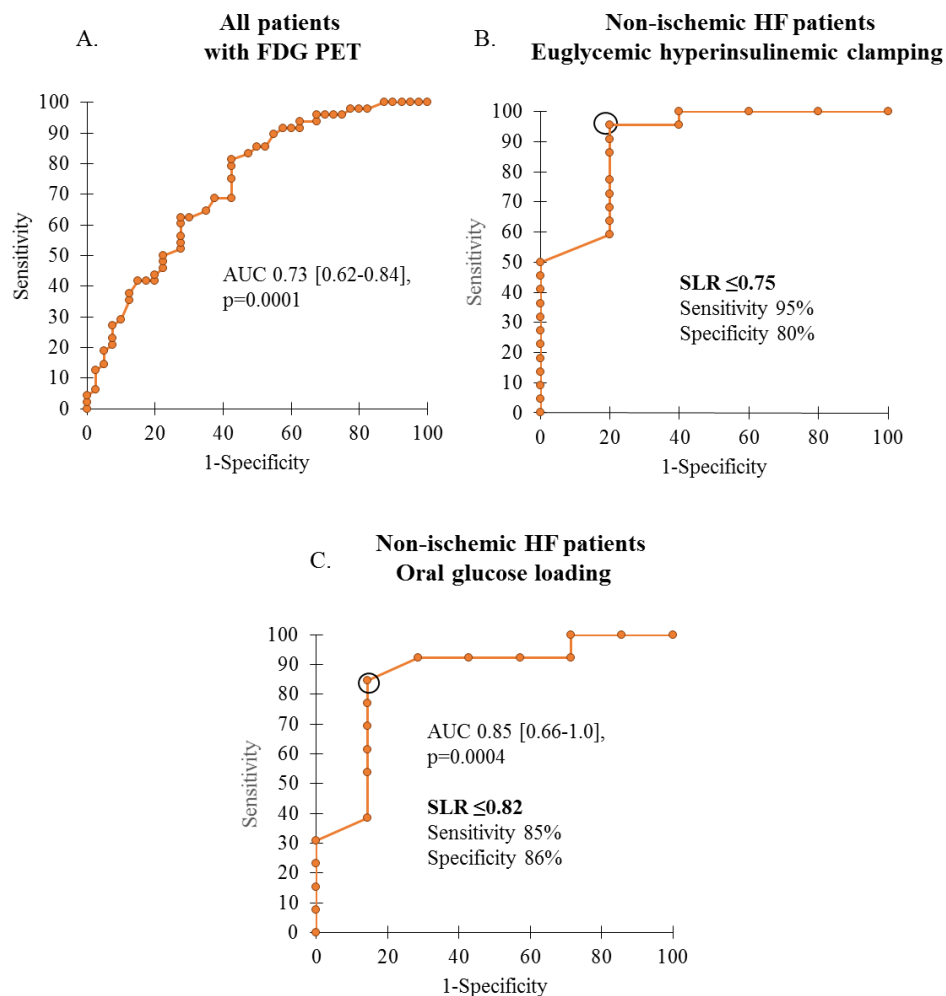 A.
All patients
with FDG PET
100
90
80
70
60
50
40
30
20
10
0
Sensitivity
AUC 0.73 [0.62-0.84],
p=0.0001
0 20 40 60 80 100
1-Specificity
B.
Non-ischemic HF patients
Euglycemic hyperinsulinemic clamping
100
90
80
70
60
50
40
30
20
10
0
Sensitivity
SLR ≤0.75
Sensitivity 95%
Specificity 80%
0 20 40 60 80 100
1-Specificity
C.
Non-ischemic HF patients
Oral glucose loading
100
90
80
70
60
50
40
30
20
10
0
Sensitivity
AUC 0.85 [0.66-1.0],
p=0.0004
SLR ≤0.82
Sensitivity 85%
Specificity 86%
0 20 40 60 80 100
1-Specificity